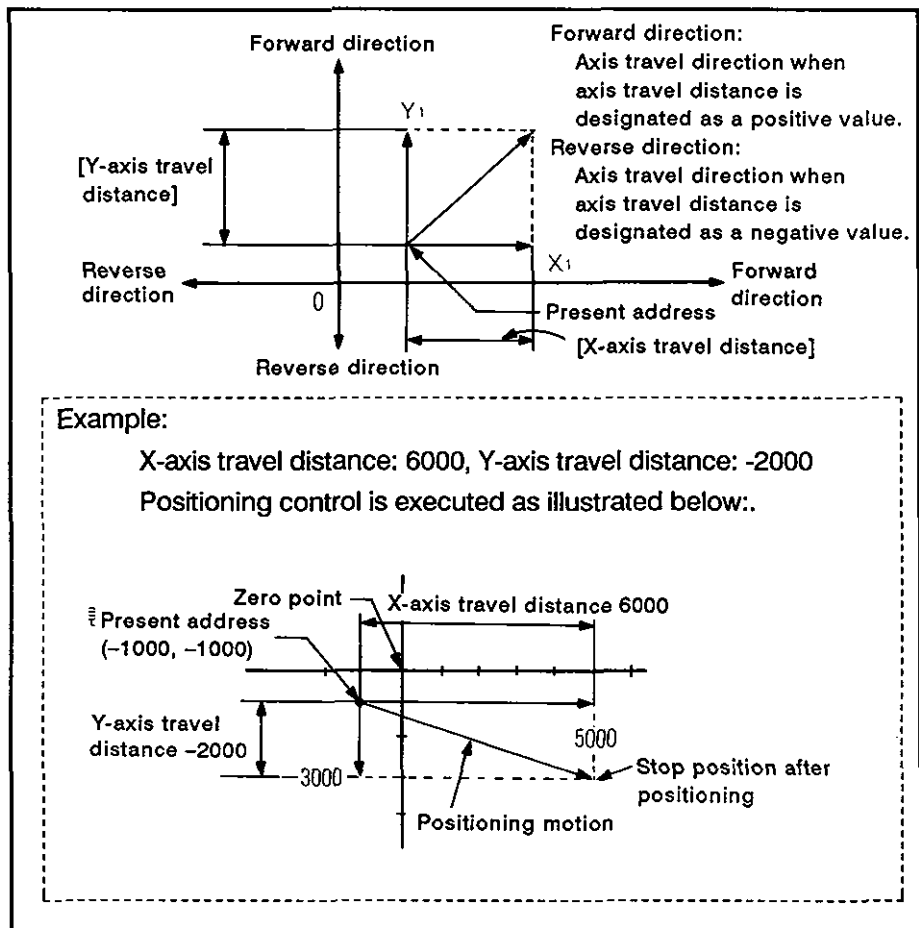 Forward direction
Forward direction:
Axis travel direction when
axis travel distance is
designated as a positive value.
Reverse direction:
Axis travel direction when
axis travel distance is
designated as a negative value.
Y1
[Y-axis travel
distance]
Reverse
direction
0
X1
Forward
direction
Present address
[X-axis travel distance]
Reverse direction
Example:
X-axis travel distance: 6000, Y-axis travel distance: -2000
Positioning control is executed as illustrated below:.
Zero point
X-axis travel distance 6000
Present address
(–1000, –1000)
Y-axis travel
distance –2000
5000
–3000
Stop position after
positioning
Positioning motion